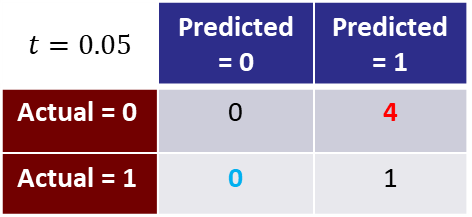 t = 0.05
Predicted = 0
Predicted = 1
Actual = 0
0
4
Actual = 1
0
1